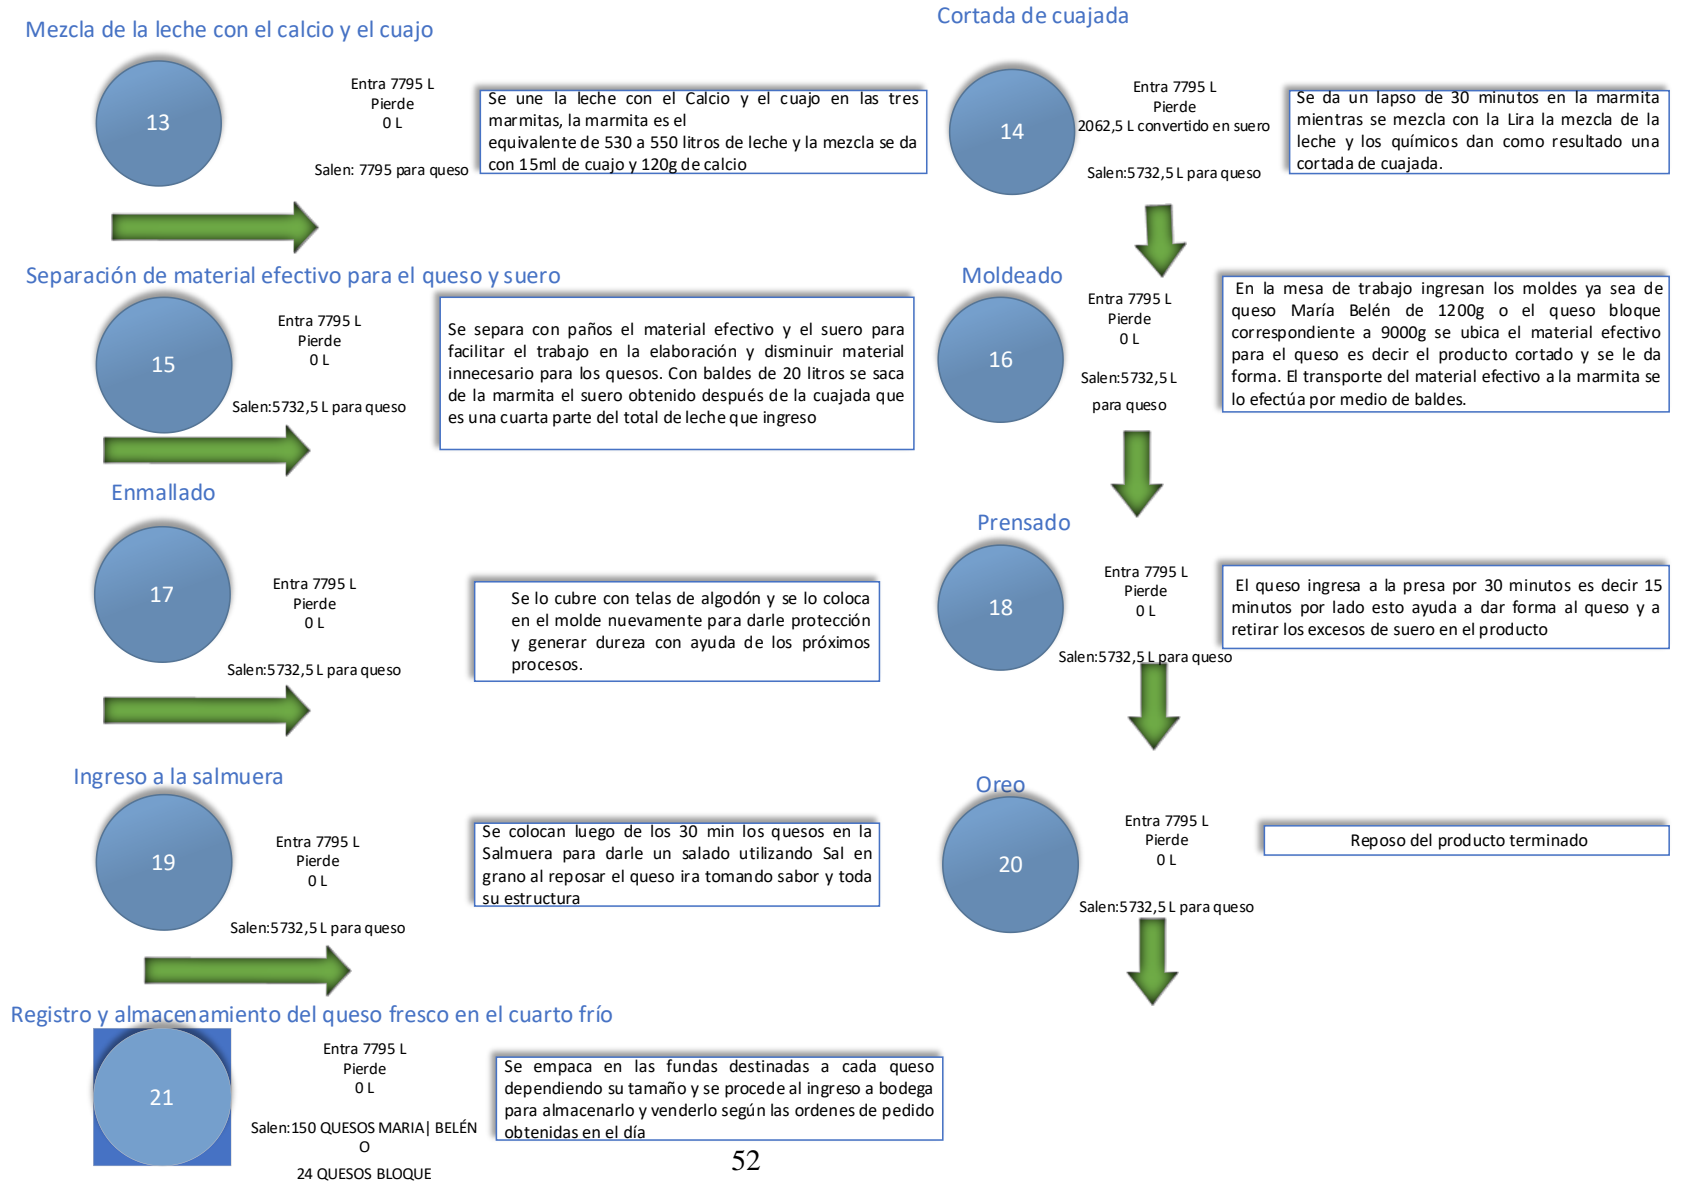 Mezcla de la leche con el calcio y el cuajo
13
Entra 7795 L
Pierde
0 L
Salen: 7795 para queso
Se une la leche con el Calcio y el cuajo en las tres
marmitas, la marmita es el
equivalente de 530 a 550 litros de leche y la mezcla se da
con 15ml de cuajo y 120g de calcio
Cortada de cuajada
14
Entra 7795 L
Pierde
2062,5 L convertido en suero
Salen:5732,5 L para queso
Se da un lapso de 30 minutos en la marmita
mientras se mezcla con la Lira la mezcla de la
leche y los químicos dan como resultado una
cortada de cuajada.
Separación de material efectivo para el queso y suero
15
Entra 7795 L
Pierde
0 L
Salen:5732,5 L para queso
Se separa con paños el material efectivo y el suero para
facilitar el trabajo en la elaboración y disminuir material
innecesario para los quesos. Con baldes de 20 litros se saca
de la marmita el suero obtenido después de la cuajada que
es una cuarta parte del total de leche que ingreso
Moldeado
16
Entra 7795 L
Pierde
0 L
Salen:5732,5 L
para queso
En la mesa de trabajo ingresan los moldes ya sea de
queso María Belén de 1200g o el queso bloque
correspondiente a 9000g se ubica el material efectivo
para el queso es decir el producto cortado y se le da
forma. El transporte del material efectivo a la marmita se
lo efectúa por medio de baldes.
Enmallado
17
Entra 7795 L
Pierde
0 L
Salen:5732,5 L para queso
Se lo cubre con telas de algodón y se lo coloca
en el molde nuevamente para darle protección
y generar dureza con ayuda de los próximos
procesos.
Prensado
18
Entra 7795 L
Pierde
0 L
Salen:5732,5 L para queso
El queso ingresa a la presa por 30 minutos es decir 15
minutos por lado esto ayuda a dar forma al queso y a
retirar los excesos de suero en el producto
Ingreso a la salmuera
19
Entra 7795 L
Pierde
0 L
Salen:5732,5 L para queso
Se colocan luego de los 30 min los quesos en la
Salmuera para darle un salado utilizando Sal en
grano al reposar el queso ira tomando sabor y toda
su estructura
Oreo
20
Entra 7795 L
Pierde
0 L
Salen:5732,5 L para queso
Reposo del producto terminado
Registro y almacenamiento del queso fresco en el cuarto frío
21
Entra 7795 L
Pierde
0 L
Salen:150 QUESOS MARIA| BELÉN
O
24 QUESOS BLOQUE
Se empaca en las fundas destinadas a cada queso
dependiendo su tamaño y se procede al ingreso a bodega
para almacenarlo y venderlo según las ordenes de pedido
obtenidas en el día
52